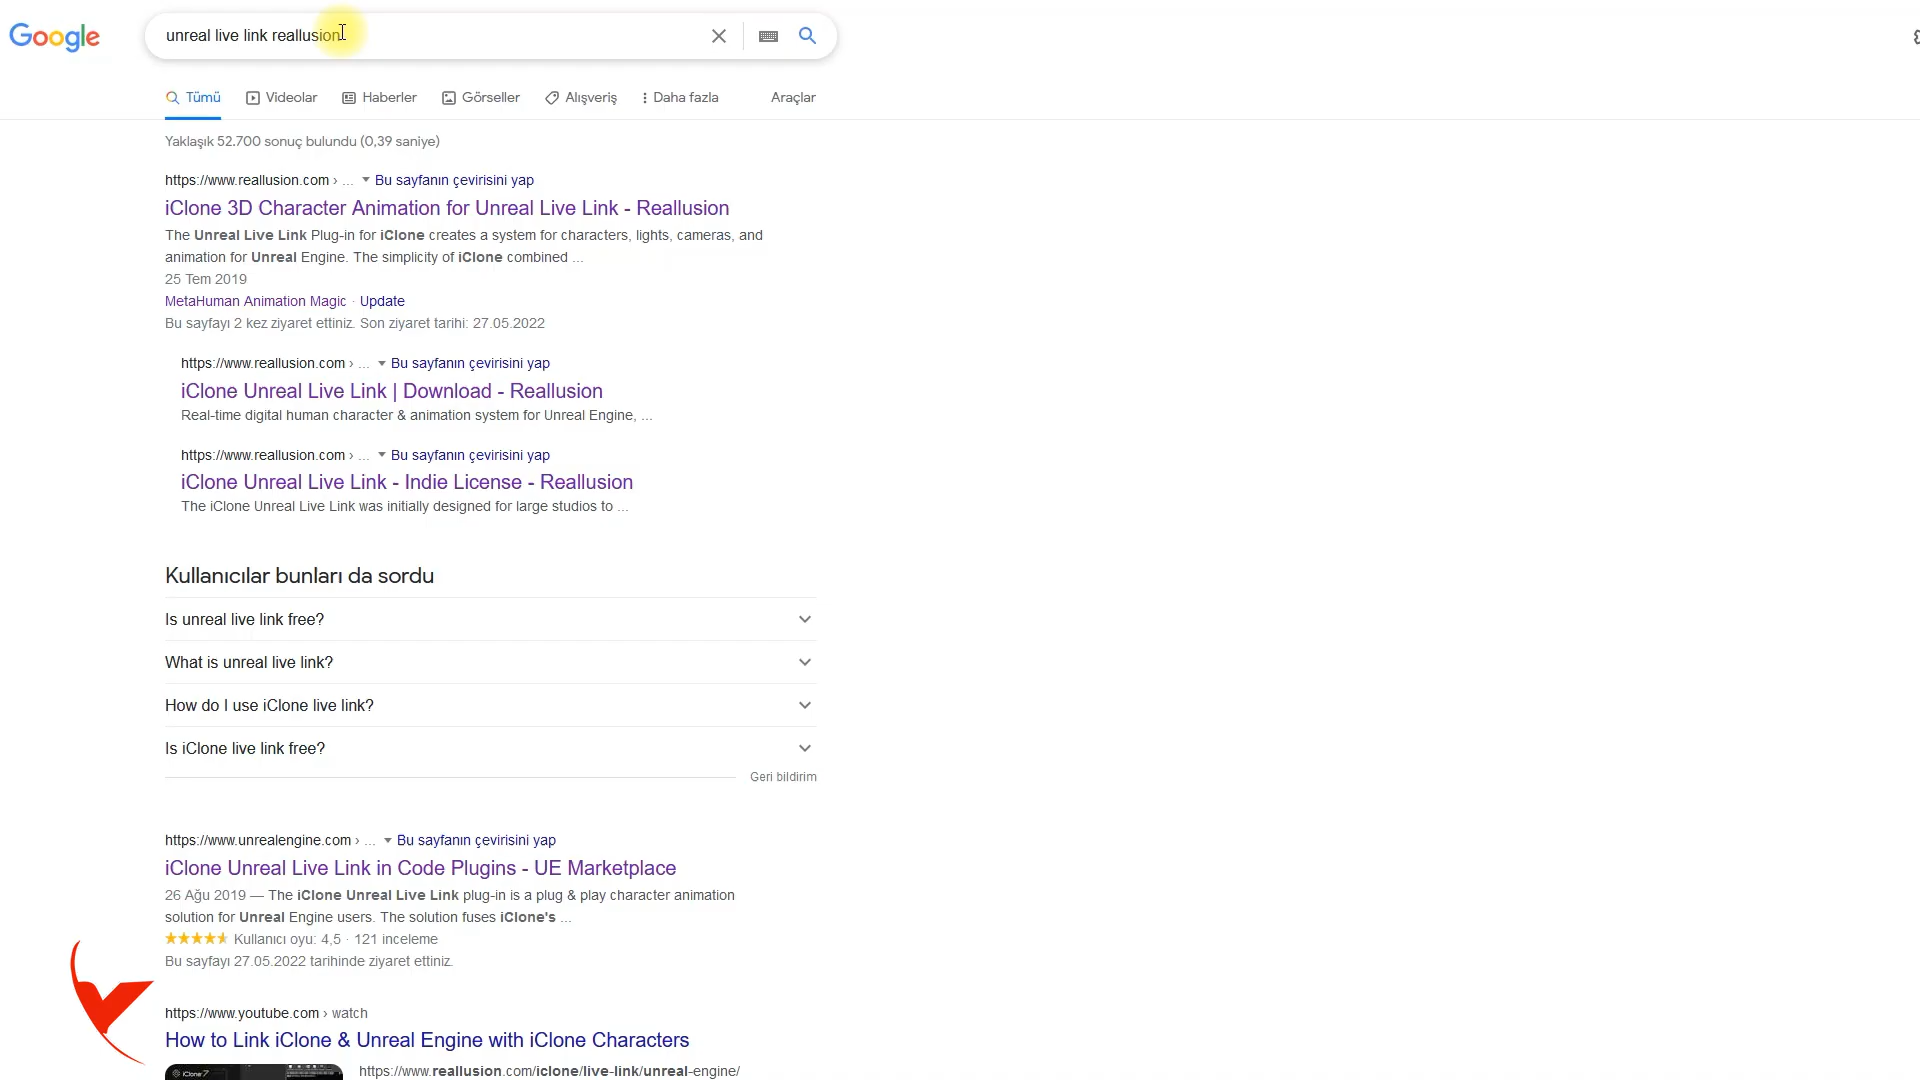 Google
unreal live link reallusion
Tümü Videolar Haberler Görseller Alışveriş Daha fazla Araçlar
Yaklaşık 52.700 sonuç bulundu (0,39 saniye)
https://www.reallusion.com › ... Bu sayfanın çevirisini yap
iClone 3D Character Animation for Unreal Live Link - Reallusion
The Unreal Live Link Plug-in for iClone creates a system for characters, lights, cameras, and
animation for Unreal Engine. The simplicity of iClone combined ...
25 Tem 2019
MetaHuman Animation Magic · Update
Bu sayfayı 2 kez ziyaret ettiniz. Son ziyaret tarihi: 27.05.2022
https://www.reallusion.com › ... Bu sayfanın çevirisini yap
iClone Unreal Live Link | Download - Reallusion
Real-time digital human character & animation system for Unreal Engine, ...
https://www.reallusion.com › ... Bu sayfanın çevirisini yap
iClone Unreal Live Link - Indie License - Reallusion
The iClone Unreal Live Link was initially designed for large studios to ...
Kullanıcılar bunları da sordu
Is unreal live link free?
What is unreal live link?
How do I use iClone live link?
Is iClone live link free?
Geri bildirim
https://www.unrealengine.com › ... Bu sayfanın çevirisini yap
iClone Unreal Live Link in Code Plugins - UE Marketplace
26 Ağu 2019 — The iClone Unreal Live Link plug-in is a plug & play character animation
solution for Unreal Engine users. The solution fuses iClone's ...
Kullanıcı oyu: 4,5 · 121 inceleme
Bu sayfayı 27.05.2022 tarihinde ziyaret ettiniz.
https://www.youtube.com › watch
How to Link iClone & Unreal Engine with iClone Characters
iClone 7
https://www.reallusion.com/iclone/live-link/unreal-engine/